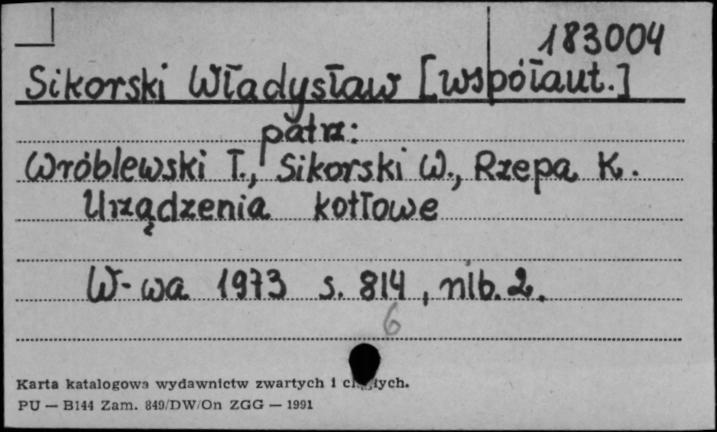 183004
Sikorski Władysław [współaut.]
patrz:
Wróblewski T., Sikorski W., Rzepa K.
Urządzenia kotłowe
W-wa 1973 s. 814, nlb. 2.
6
Karta katalogowa wydawnictw zwartych i ciągłych.
PU — B144 Zam. 849/DW/On ZGG — 1991